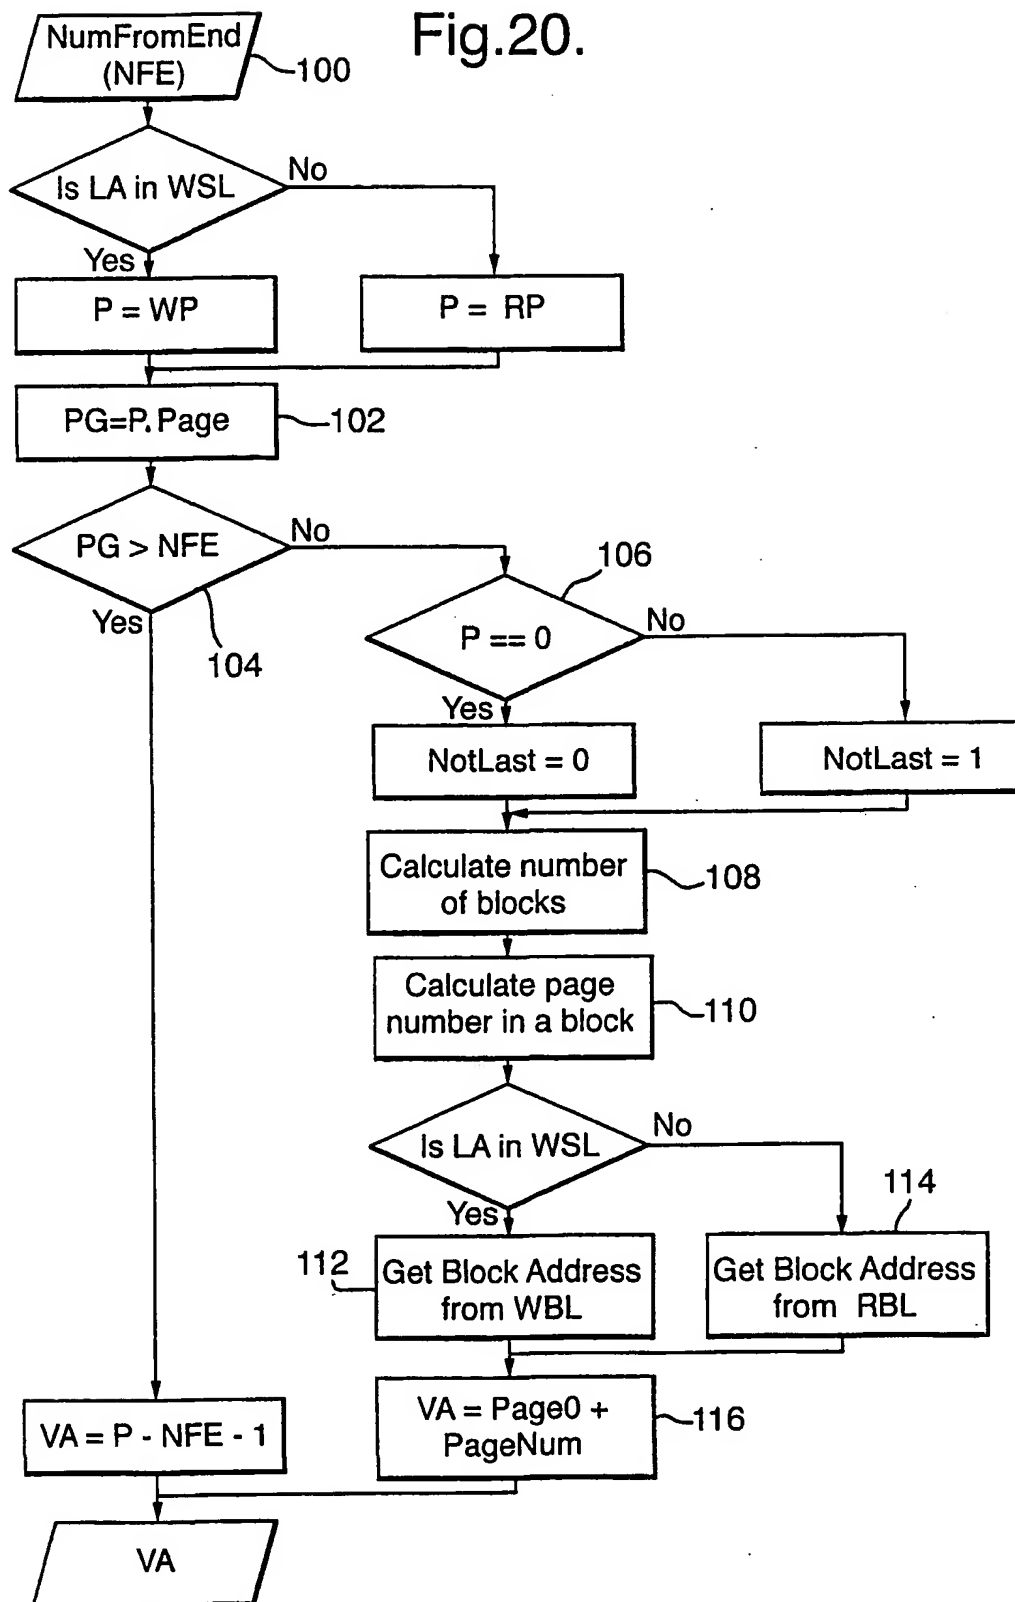 Fig.20.
NumFromEnd
(NFE)
100
Is LA in WSL
No
Yes
P = WP
P = RP
PG=P.Page
102
PG > NFE
No
Yes
104
106
P == 0
No
Yes
NotLast = 0
NotLast = 1
Calculate number
of blocks
108
Calculate page
number in a block
110
Is LA in WSL
No
Yes
112
Get Block Address
from WBL
114
Get Block Address
from RBL
VA = P - NFE - 1
VA = Page0 +
PageNum
116
VA